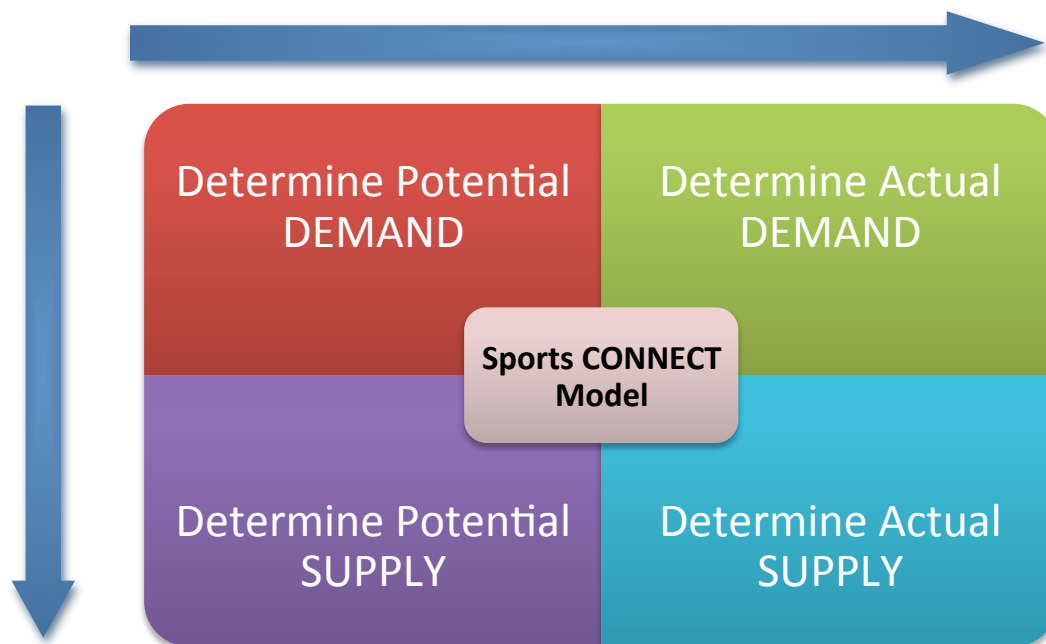 Determine Potential
DEMAND
Determine Actual
DEMAND
Sports CONNECT
Model
Determine Potential
SUPPLY
Determine Actual
SUPPLY